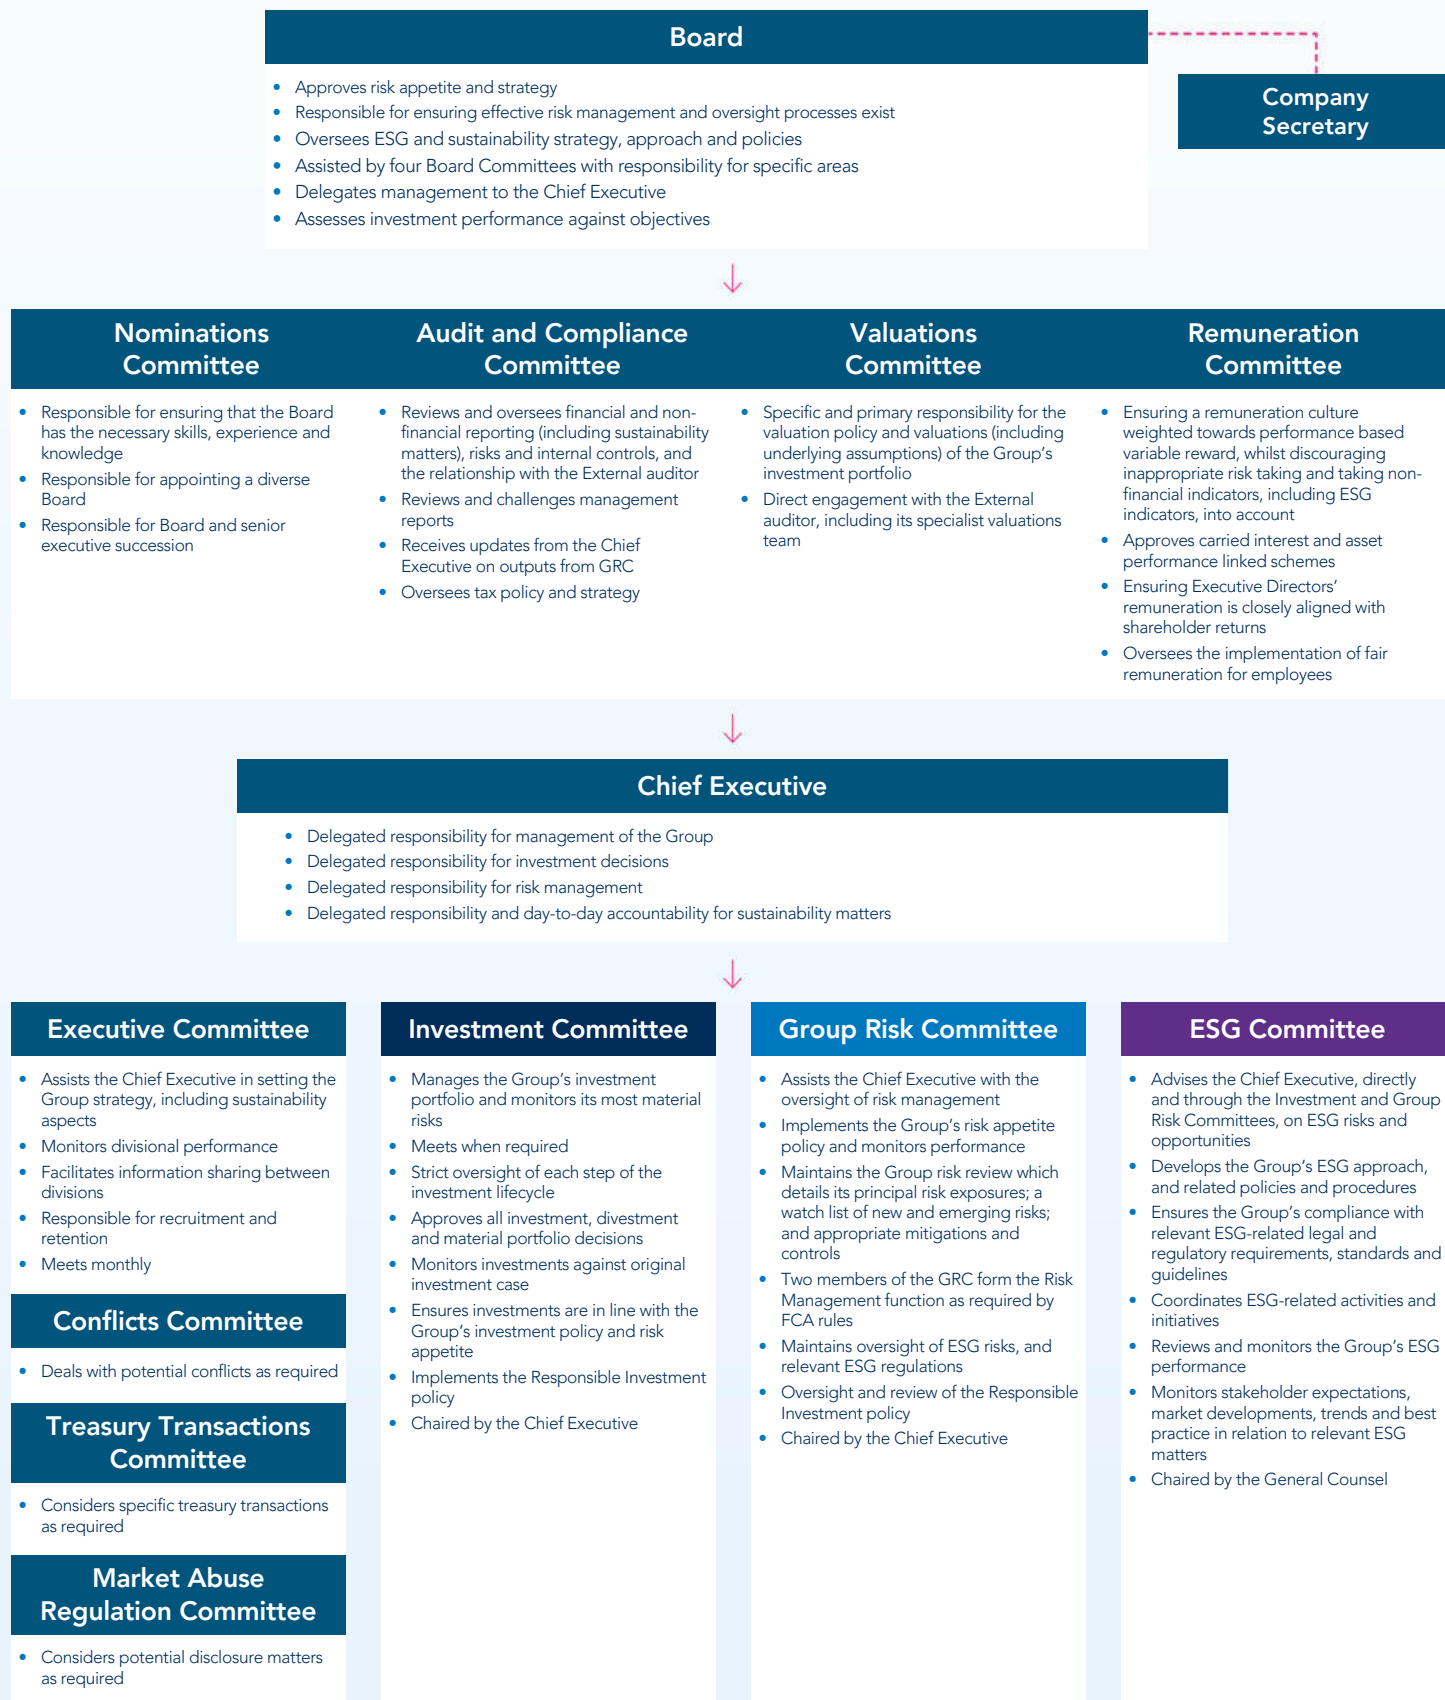 Board
• Approves risk appetite and strategy
• Responsible for ensuring effective risk management and oversight processes exist
• Oversees ESG and sustainability strategy, approach and policies
• Assisted by four Board Committees with responsibility for specific areas
• Delegates management to the Chief Executive
• Assesses investment performance against objectives
Company
Secretary
Nominations
Committee
• Responsible for ensuring that the Board
has the necessary skills, experience and
knowledge
• Responsible for appointing a diverse
Board
• Responsible for Board and senior
executive succession
Audit and Compliance
Committee
• Reviews and oversees financial and non-
financial reporting (including sustainability
matters), risks and internal controls, and
the relationship with the External auditor
• Reviews and challenges management
reports
• Receives updates from the Chief
Executive on outputs from GRC
• Oversees tax policy and strategy
Valuations
Committee
• Specific and primary responsibility for the
valuation policy and valuations (including
underlying assumptions) of the Group's
investment portfolio
• Direct engagement with the External
auditor, including its specialist valuations
team
Remuneration
Committee
• Ensuring a remuneration culture
weighted towards performance based
variable reward, whilst discouraging
inappropriate risk taking and taking non-
financial indicators, including ESG
indicators, into account
• Approves carried interest and asset
performance linked schemes
• Ensuring Executive Directors'
remuneration is closely aligned with
shareholder returns
• Oversees the implementation of fair
remuneration for employees
Chief Executive
• Delegated responsibility for management of the Group
• Delegated responsibility for investment decisions
• Delegated responsibility for risk management
• Delegated responsibility and day-to-day accountability for sustainability matters
Executive Committee
• Assists the Chief Executive in setting the
Group strategy, including sustainability
aspects
• Monitors divisional performance
• Facilitates information sharing between
divisions
• Responsible for recruitment and
retention
• Meets monthly
Conflicts Committee
• Deals with potential conflicts as required
Treasury Transactions
Committee
• Considers specific treasury transactions
as required
Market Abuse
Regulation Committee
• Considers potential disclosure matters
as required
Investment Committee
• Manages the Group's investment
portfolio and monitors its most material
risks
• Meets when required
• Strict oversight of each step of the
investment lifecycle
• Approves all investment, divestment
and material portfolio decisions
• Monitors investments against original
investment case
• Ensures investments are in line with the
Group's investment policy and risk
appetite
• Implements the Responsible Investment
policy
• Chaired by the Chief Executive
Group Risk Committee
• Assists the Chief Executive with the
oversight of risk management
• Implements the Group's risk appetite
policy and monitors performance
• Maintains the Group risk review which
details its principal risk exposures; a
watch list of new and emerging risks;
and appropriate mitigations and
controls
• Two members of the GRC form the Risk
Management function as required by
FCA rules
• Maintains oversight of ESG risks, and
relevant ESG regulations
• Oversight and review of the Responsible
Investment policy
• Chaired by the Chief Executive
ESG Committee
• Advises the Chief Executive, directly
and through the Investment and Group
Risk Committees, on ESG risks and
opportunities
• Develops the Group's ESG approach,
and related policies and procedures
• Ensures the Group's compliance with
relevant ESG-related legal and
regulatory requirements, standards and
guidelines
• Coordinates ESG-related activities and
initiatives
• Reviews and monitors the Group's ESG
performance
• Monitors stakeholder expectations,
market developments, trends and best
practice in relation to relevant ESG
matters
• Chaired by the General Counsel